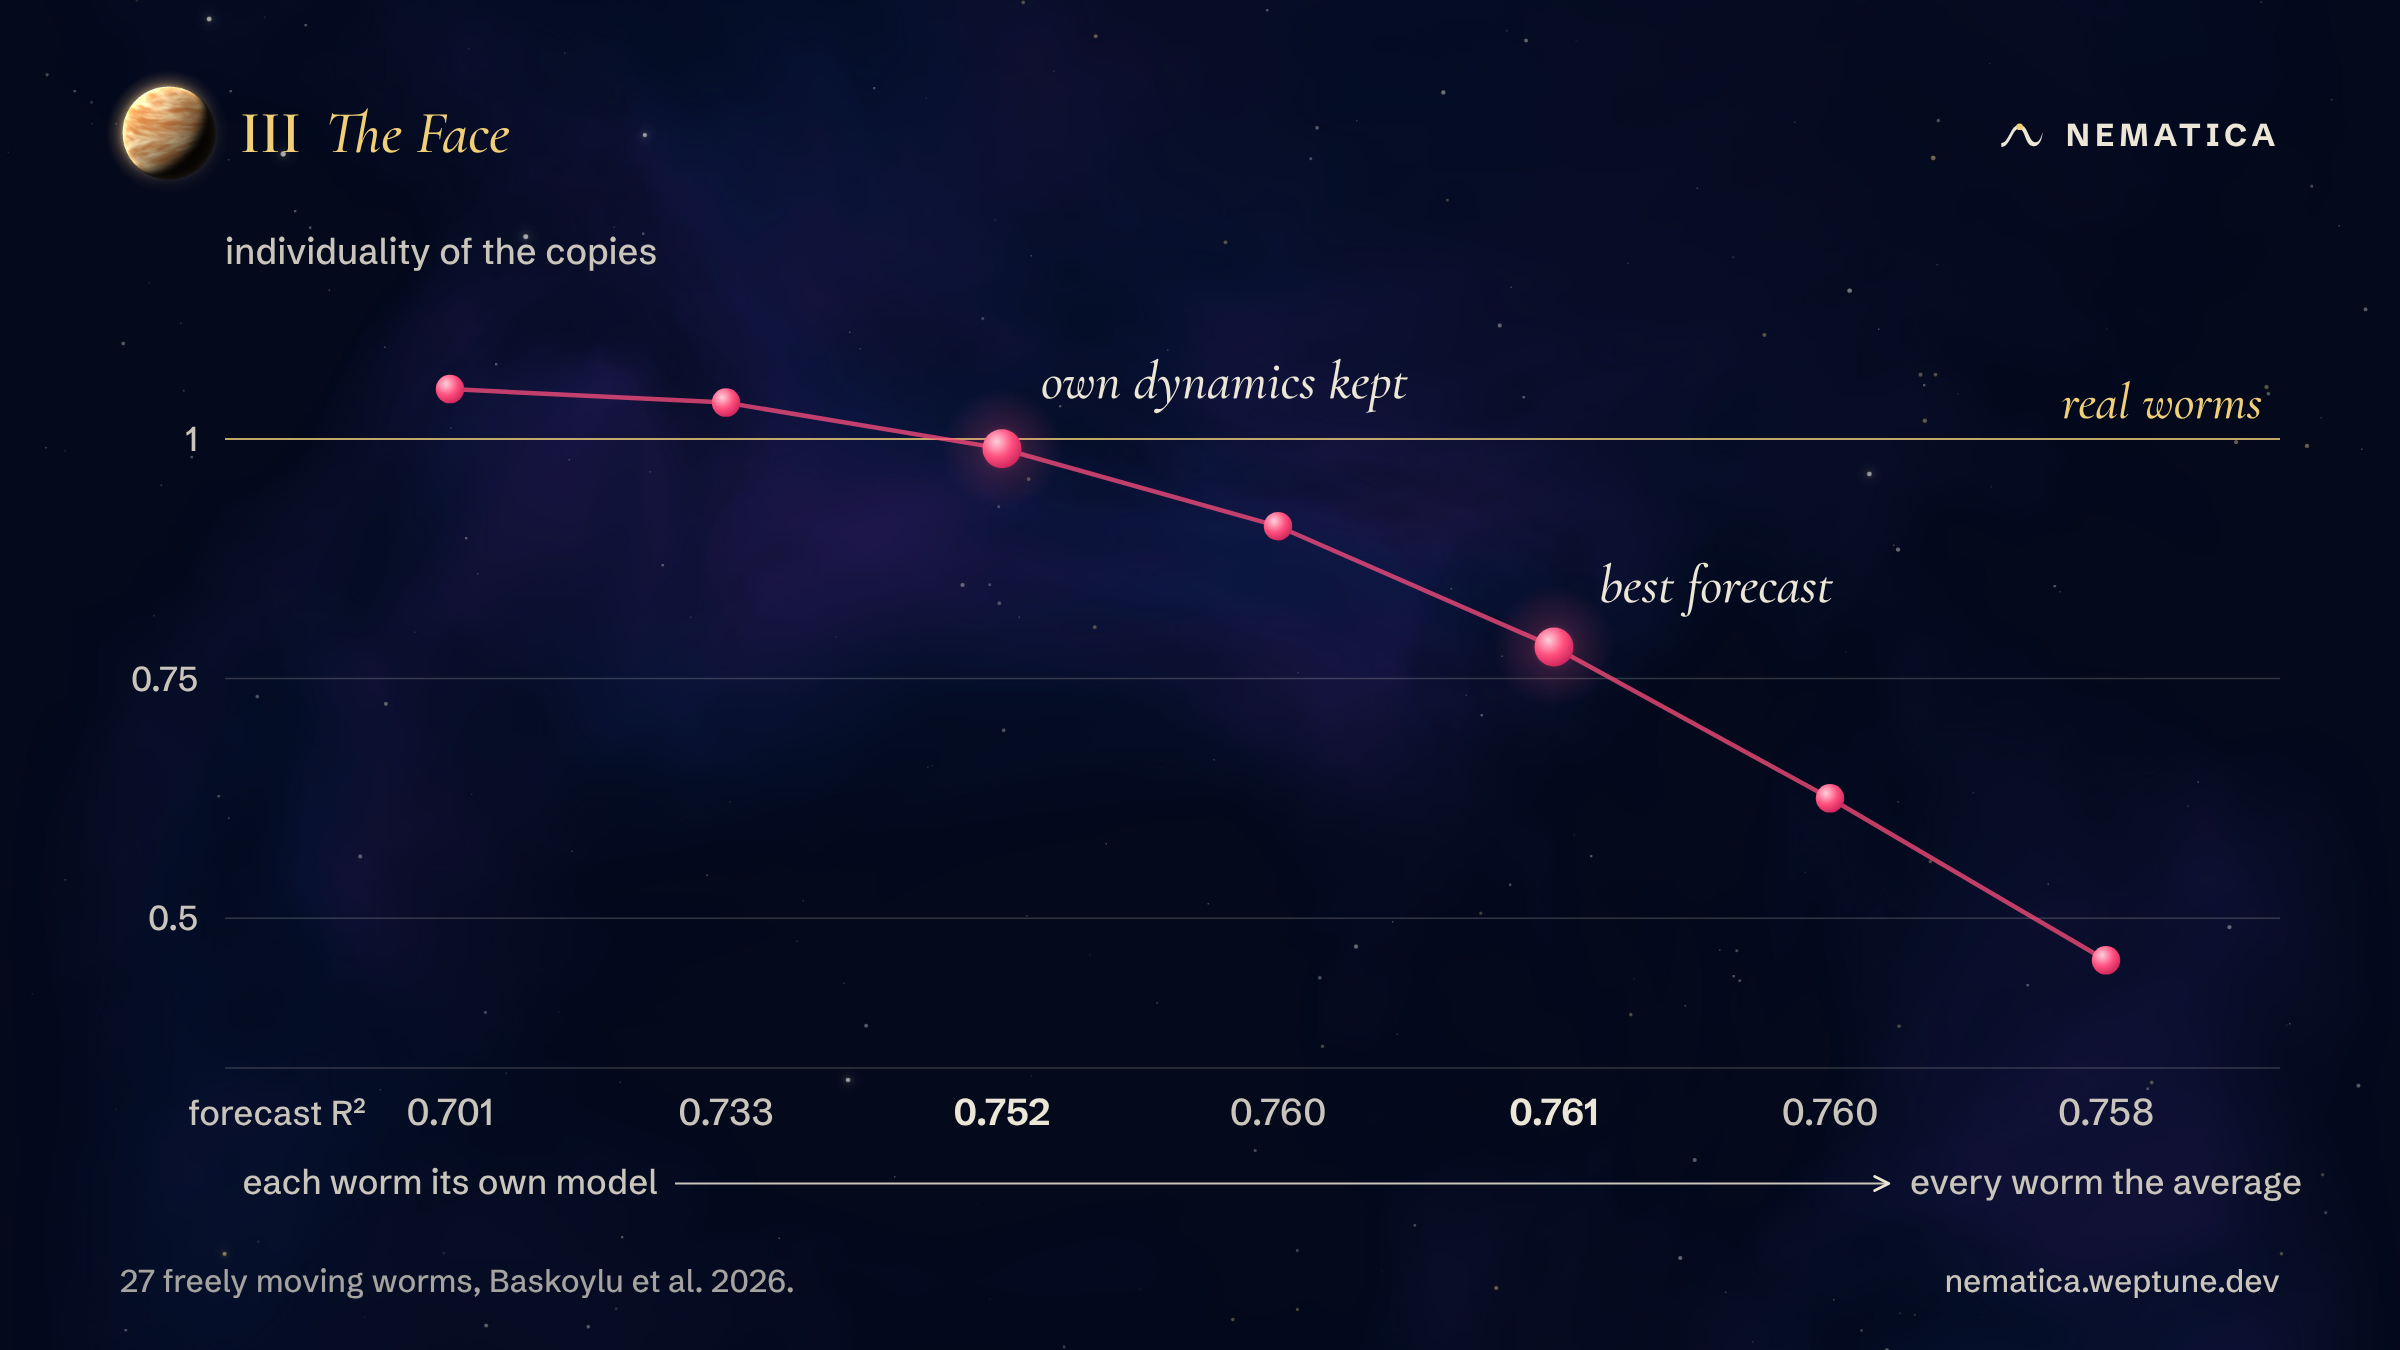 III The Face
NEMATICA
individuality of the copies
own dynamics kept
real worms
1
best forecast
0.75
0.5
forecast R² 0.701 0.733 0.752 0.760 0.761 0.760 0.758
each worm its own model → every worm the average
27 freely moving worms, Baskoylu et al. 2026.
nematica.weptune.dev